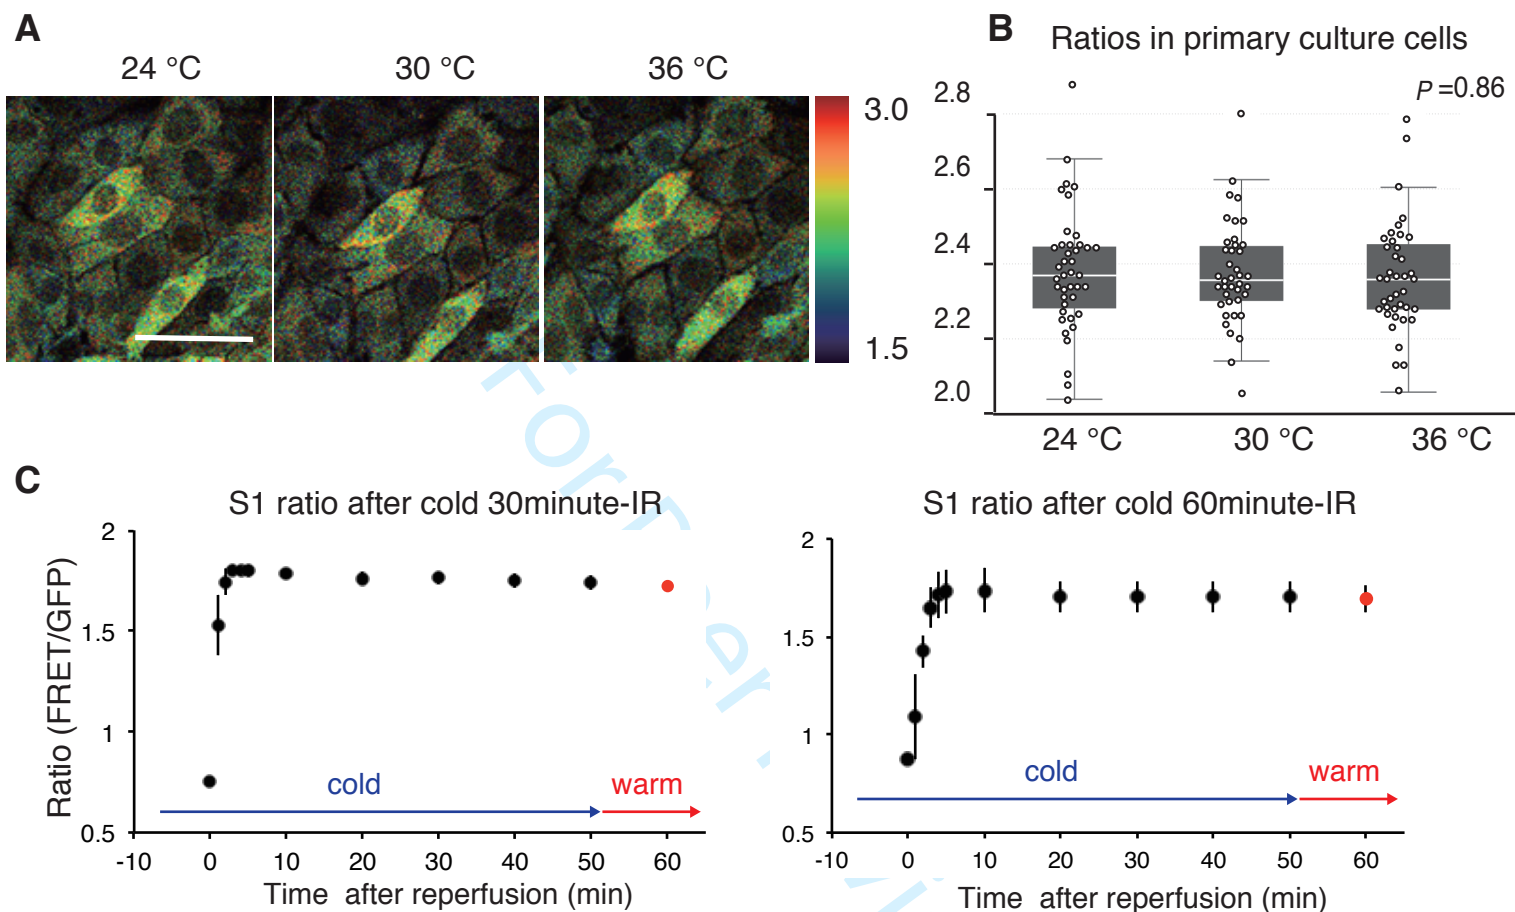 A
24 °C
30 °C
36 °C
3.0
1.5
B
Ratios in primary culture cells
P =0.86
2.8
2.6
2.4
2.2
2.0
24 °C
30 °C
36 °C
C
S1 ratio after cold 30minute-IR
Ratio (FRET/GFP)
2
1.5
1
0.5
cold
warm
-10 0 10 20 30 40 50 60
Time after reperfusion (min)
S1 ratio after cold 60minute-IR
2
1.5
1
0.5
cold
warm
-10 0 10 20 30 40 50 60
Time after reperfusion (min)
For